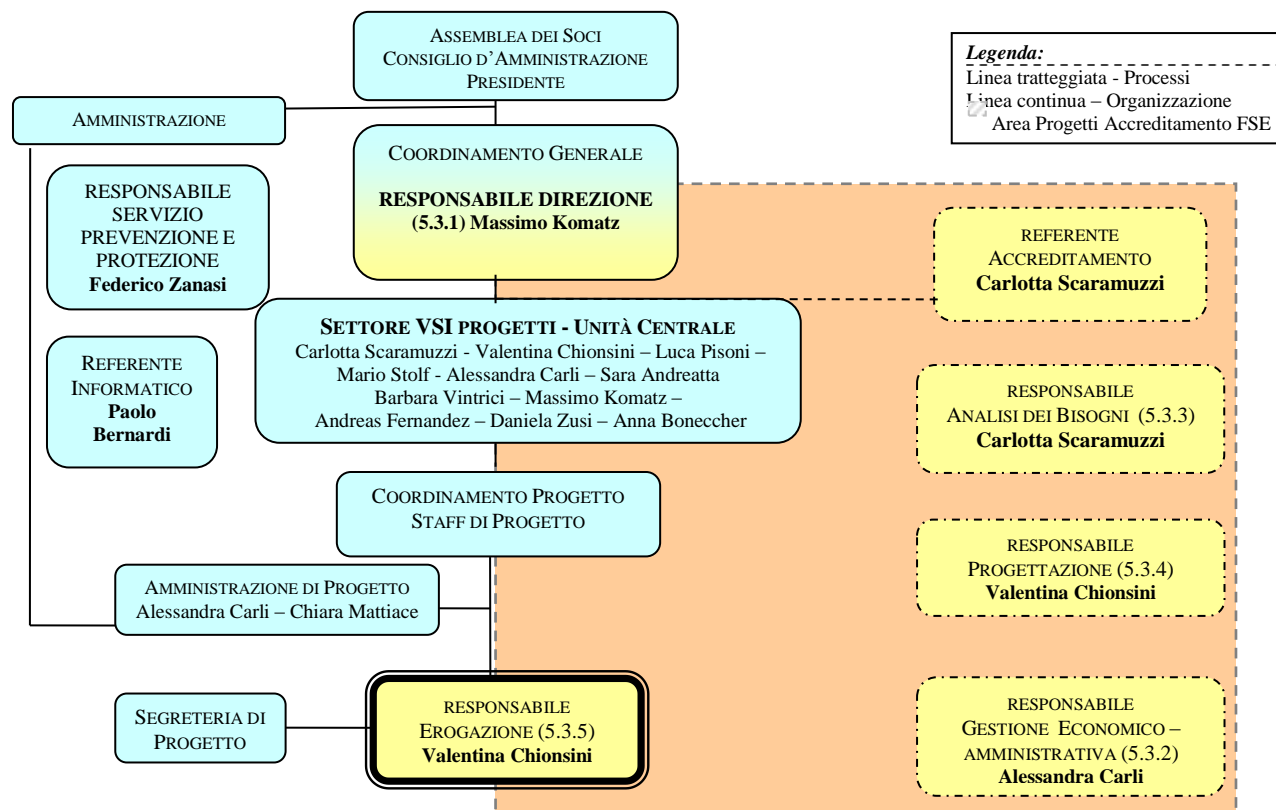 ASSEMBLEA DEI SOCI
CONSIGLIO D'AMMINISTRAZIONE
PRESIDENTE
Legenda:
Linea tratteggiata - Processi
Linea continua – Organizzazione
Area Progetti Accreditamento FSE
AMMINISTRAZIONE
COORDINAMENTO GENERALE
RESPONSABILE DIREZIONE
(5.3.1) Massimo Komatz
RESPONSABILE
SERVIZIO
PREVENZIONE E
PROTEZIONE
Federico Zanasi
REFERENTE
ACCREDITAMENTO
Carlotta Scaramuzzi
SETTORE VSI PROGETTI - UNITÀ CENTRALE
Carlotta Scaramuzzi - Valentina Chionsini – Luca Pisoni –
Mario Stolf - Alessandra Carli – Sara Andreatta
Barbara Vintrici – Massimo Komatz –
Andreas Fernandez – Daniela Zusi – Anna Boneccher
REFERENTE
INFORMATICO
Paolo
Bernardi
RESPONSABILE
ANALISI DEI BISOGNI (5.3.3)
Carlotta Scaramuzzi
COORDINAMENTO PROGETTO
STAFF DI PROGETTO
RESPONSABILE
PROGETTAZIONE (5.3.4)
Valentina Chionsini
AMMINISTRAZIONE DI PROGETTO
Alessandra Carli – Chiara Mattiace
SEGRETERIA DI
PROGETTO
RESPONSABILE
EROGAZIONE (5.3.5)
Valentina Chionsini
RESPONSABILE
GESTIONE ECONOMICO –
AMMINISTRATIVA (5.3.2)
Alessandra Carli